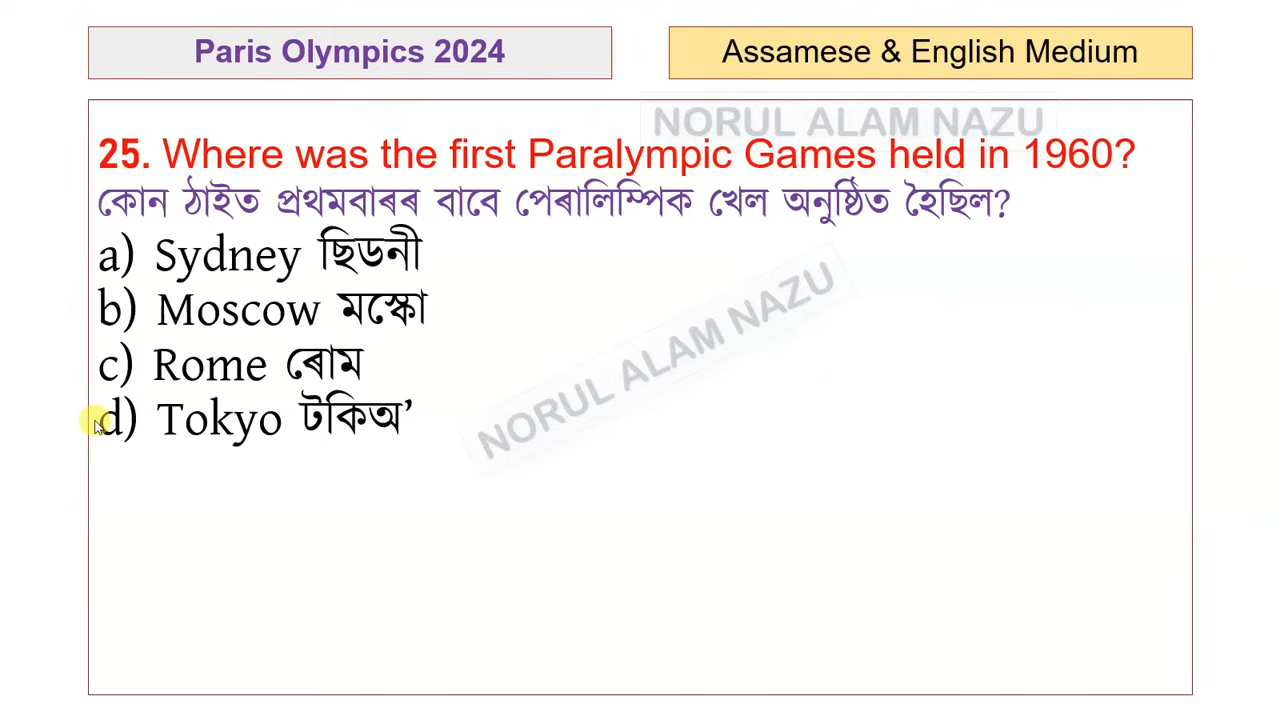 Paris Olympics 2024
Assamese & English Medium
NORUL ALAM NAZU
25. Where was the first Paralympic Games held in 1960?
কোন ঠাইত প্ৰথমবাৰৰ বাবে পেৰালিম্পিক খেল অনুষ্ঠিত হৈছিল?
a) Sydney ছিডনী
b) Moscow মস্কো
c) Rome ৰোম
d) Tokyo টকিঅ’
NORUL ALAM NAZU